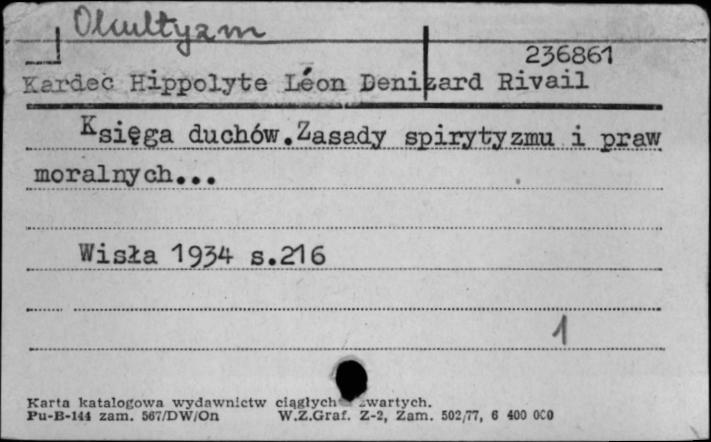 Okultyzm
236861
Kardec Hippolyte Léon Denizard Rivail
Księga duchów.Zasady spirytyzmu i praw
moralnych...
Wisła 1934 s.216
1
Karta katalogowa wydawnictw ciągłych zwartych.
Pu-B-144 zam. 567/DW/On W.Z.Graf. Z-2, Zam. 502/77, 6 400 000